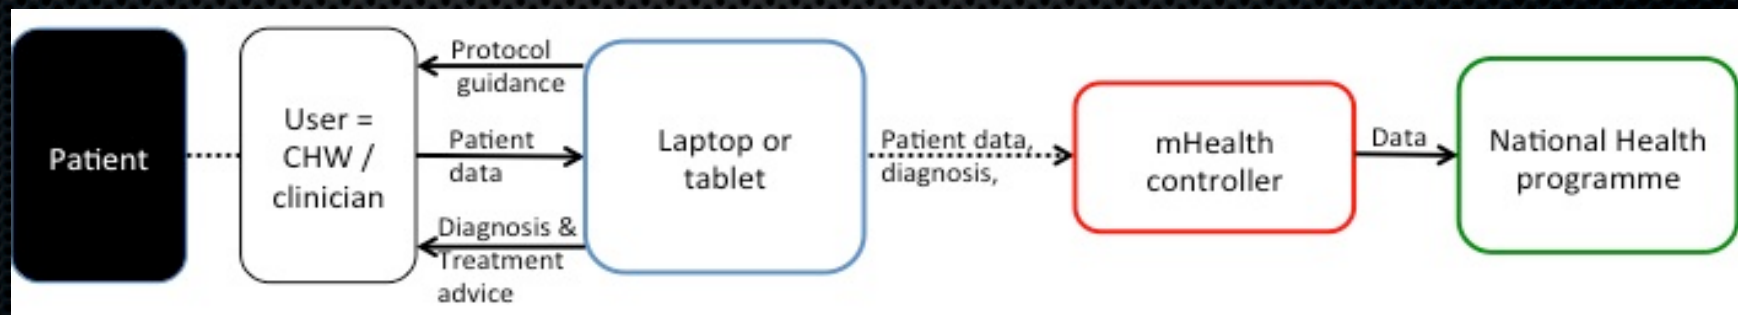 Patient
User =
CHW /
clinician
Protocol
guidance
Patient
data
Diagnosis &
Treatment
advice
Laptop or
tablet
Patient data,
diagnosis,
mHealth
controller
Data
National Health
programme